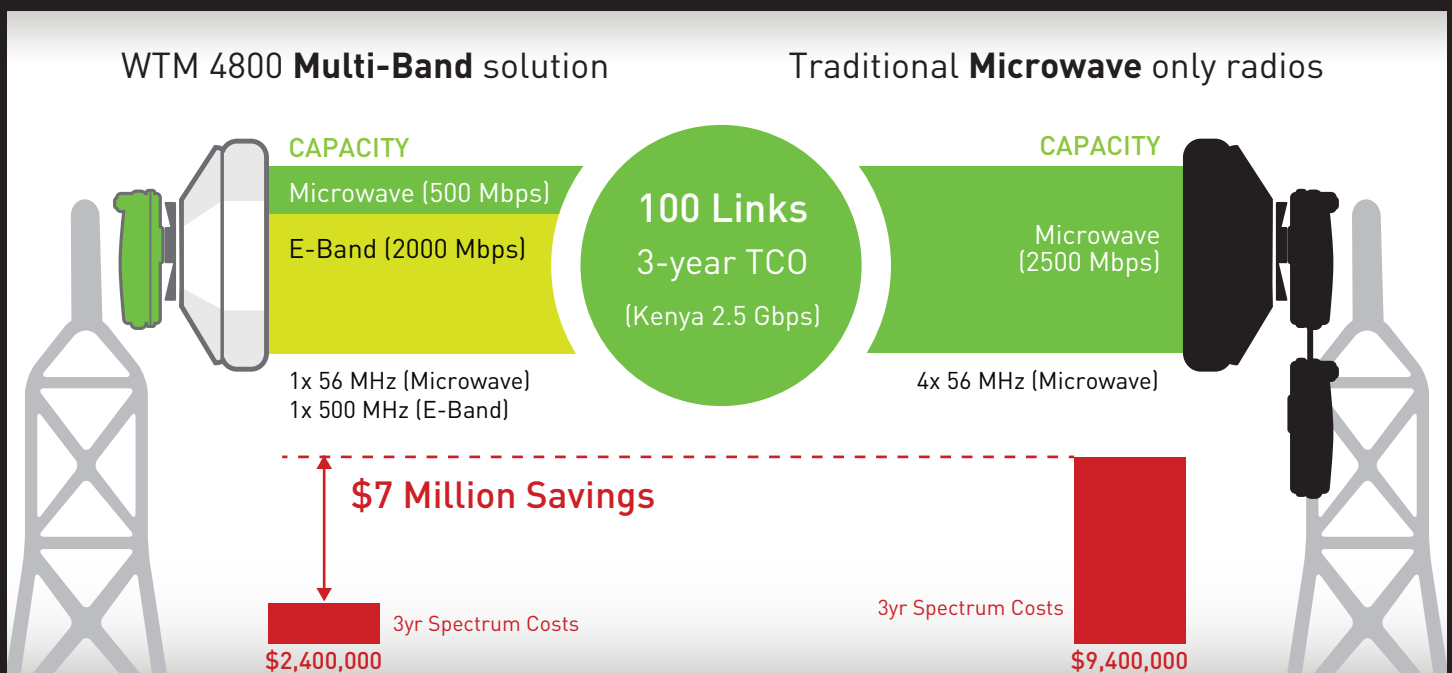 WTM 4800 Multi-Band solution
Traditional Microwave only radios
CAPACITY
Microwave (500 Mbps)
E-Band (2000 Mbps)
1x 56 MHz (Microwave)
1x 500 MHz (E-Band)
100 Links
3-year TCO
(Kenya 2.5 Gbps)
CAPACITY
Microwave
(2500 Mbps)
4x 56 MHz (Microwave)
$7 Million Savings
3yr Spectrum Costs
$2,400,000
3yr Spectrum Costs
$9,400,000